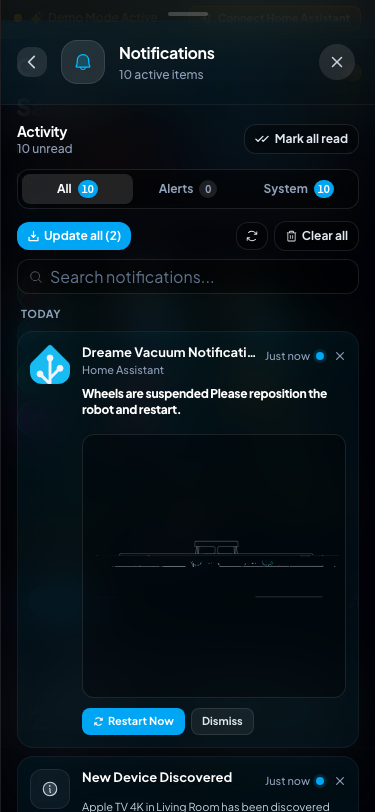 Demo Mode Active
Connect Home Assistant
Notifications
10 active items
Activity
10 unread
Mark all read
All 10
Alerts 0
System 10
Update all (2)
Clear all
Search notifications...
TODAY
Dreame Vacuum Notificati...
Just now
Home Assistant
Wheels are suspended Please reposition the
robot and restart.
Restart Now
Dismiss
New Device Discovered
Just now
Apple TV 4K in Living Room has been discovered